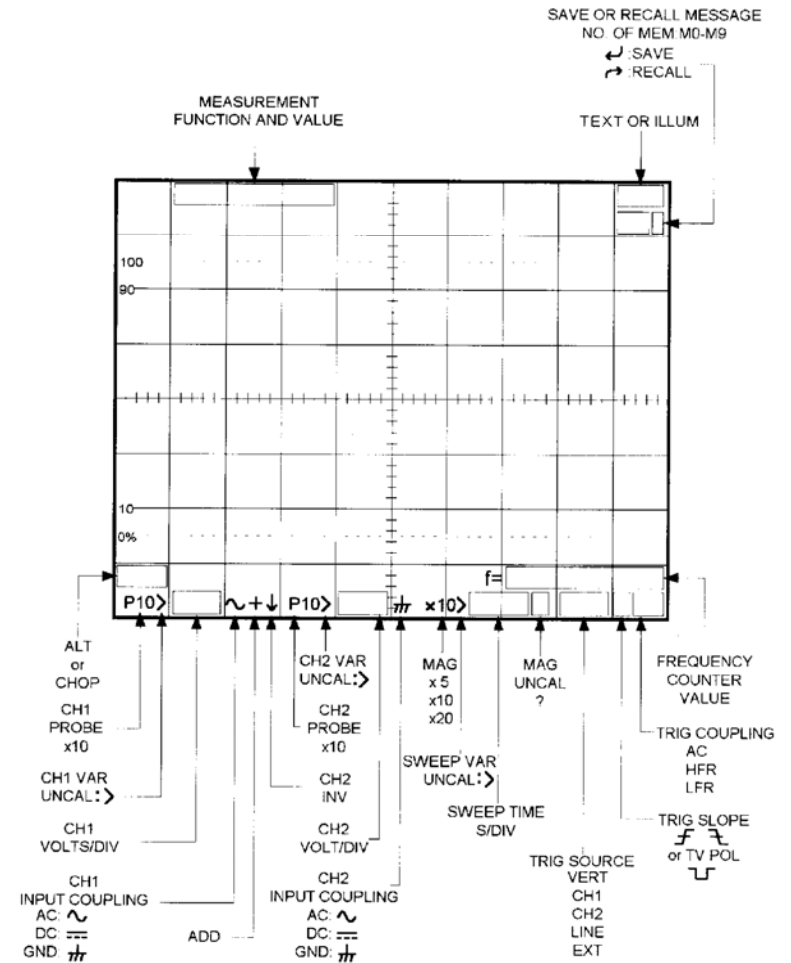 SAVE OR RECALL MESSAGE
NO. OF MEM.M0-M9
↵ :SAVE
↱ :RECALL
MEASUREMENT
FUNCTION AND VALUE
TEXT OR ILLUM
100
90
10
0%
f=
P10> ∿+↓ P10> ×10>
ALT
or
CHOP
CH1
PROBE
x10
CH1 VAR
UNCAL:>
CH1
VOLTS/DIV
CH1
INPUT COUPLING
AC: ∿
DC: ⎓
GND:
ADD
CH2 VAR
UNCAL:>
CH2
PROBE
x10
CH2
INV
CH2
VOLT/DIV
CH2
INPUT COUPLING
AC: ∿
DC: ⎓
GND:
MAG
x 5
x10
x20
SWEEP VAR
UNCAL:>
SWEEP TIME
S/DIV
MAG
UNCAL
?
TRIG SOURCE
VERT
CH1
CH2
LINE
EXT
FREQUENCY
COUNTER
VALUE
TRIG COUPLING
AC
HFR
LFR
TRIG SLOPE
or TV POL